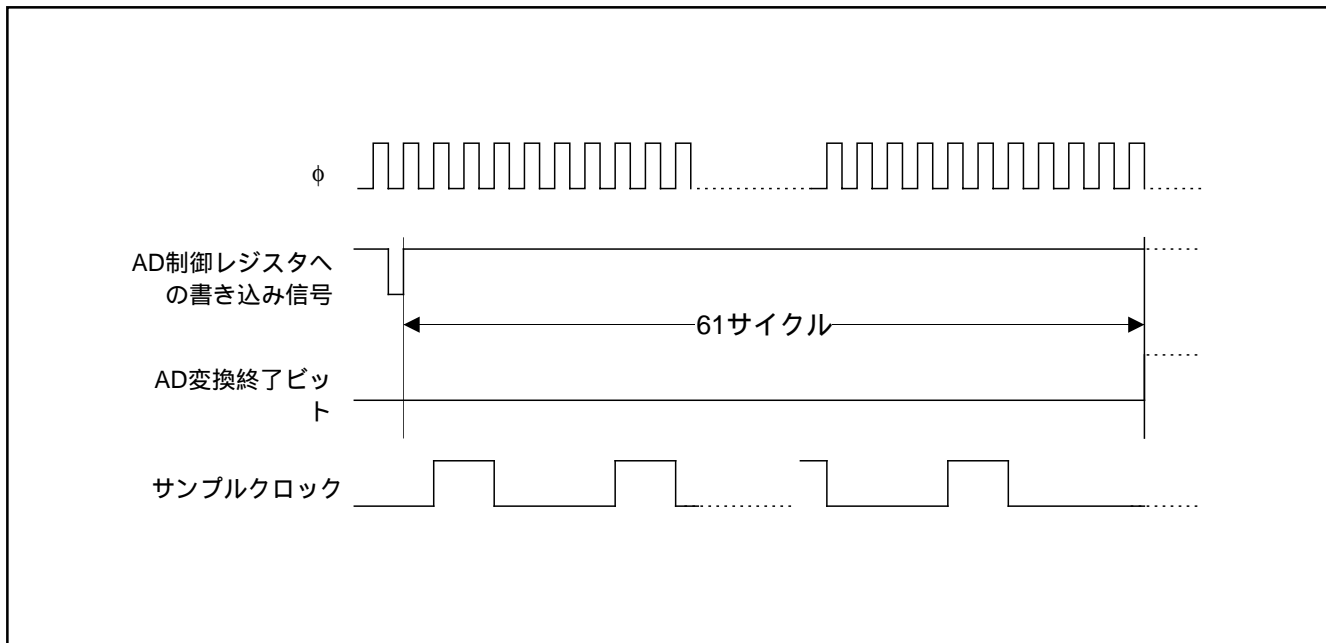 φ
AD制御レジスタへ
の書き込み信号
61サイクル
AD変換終了ビッ
ト
サンプルクロック